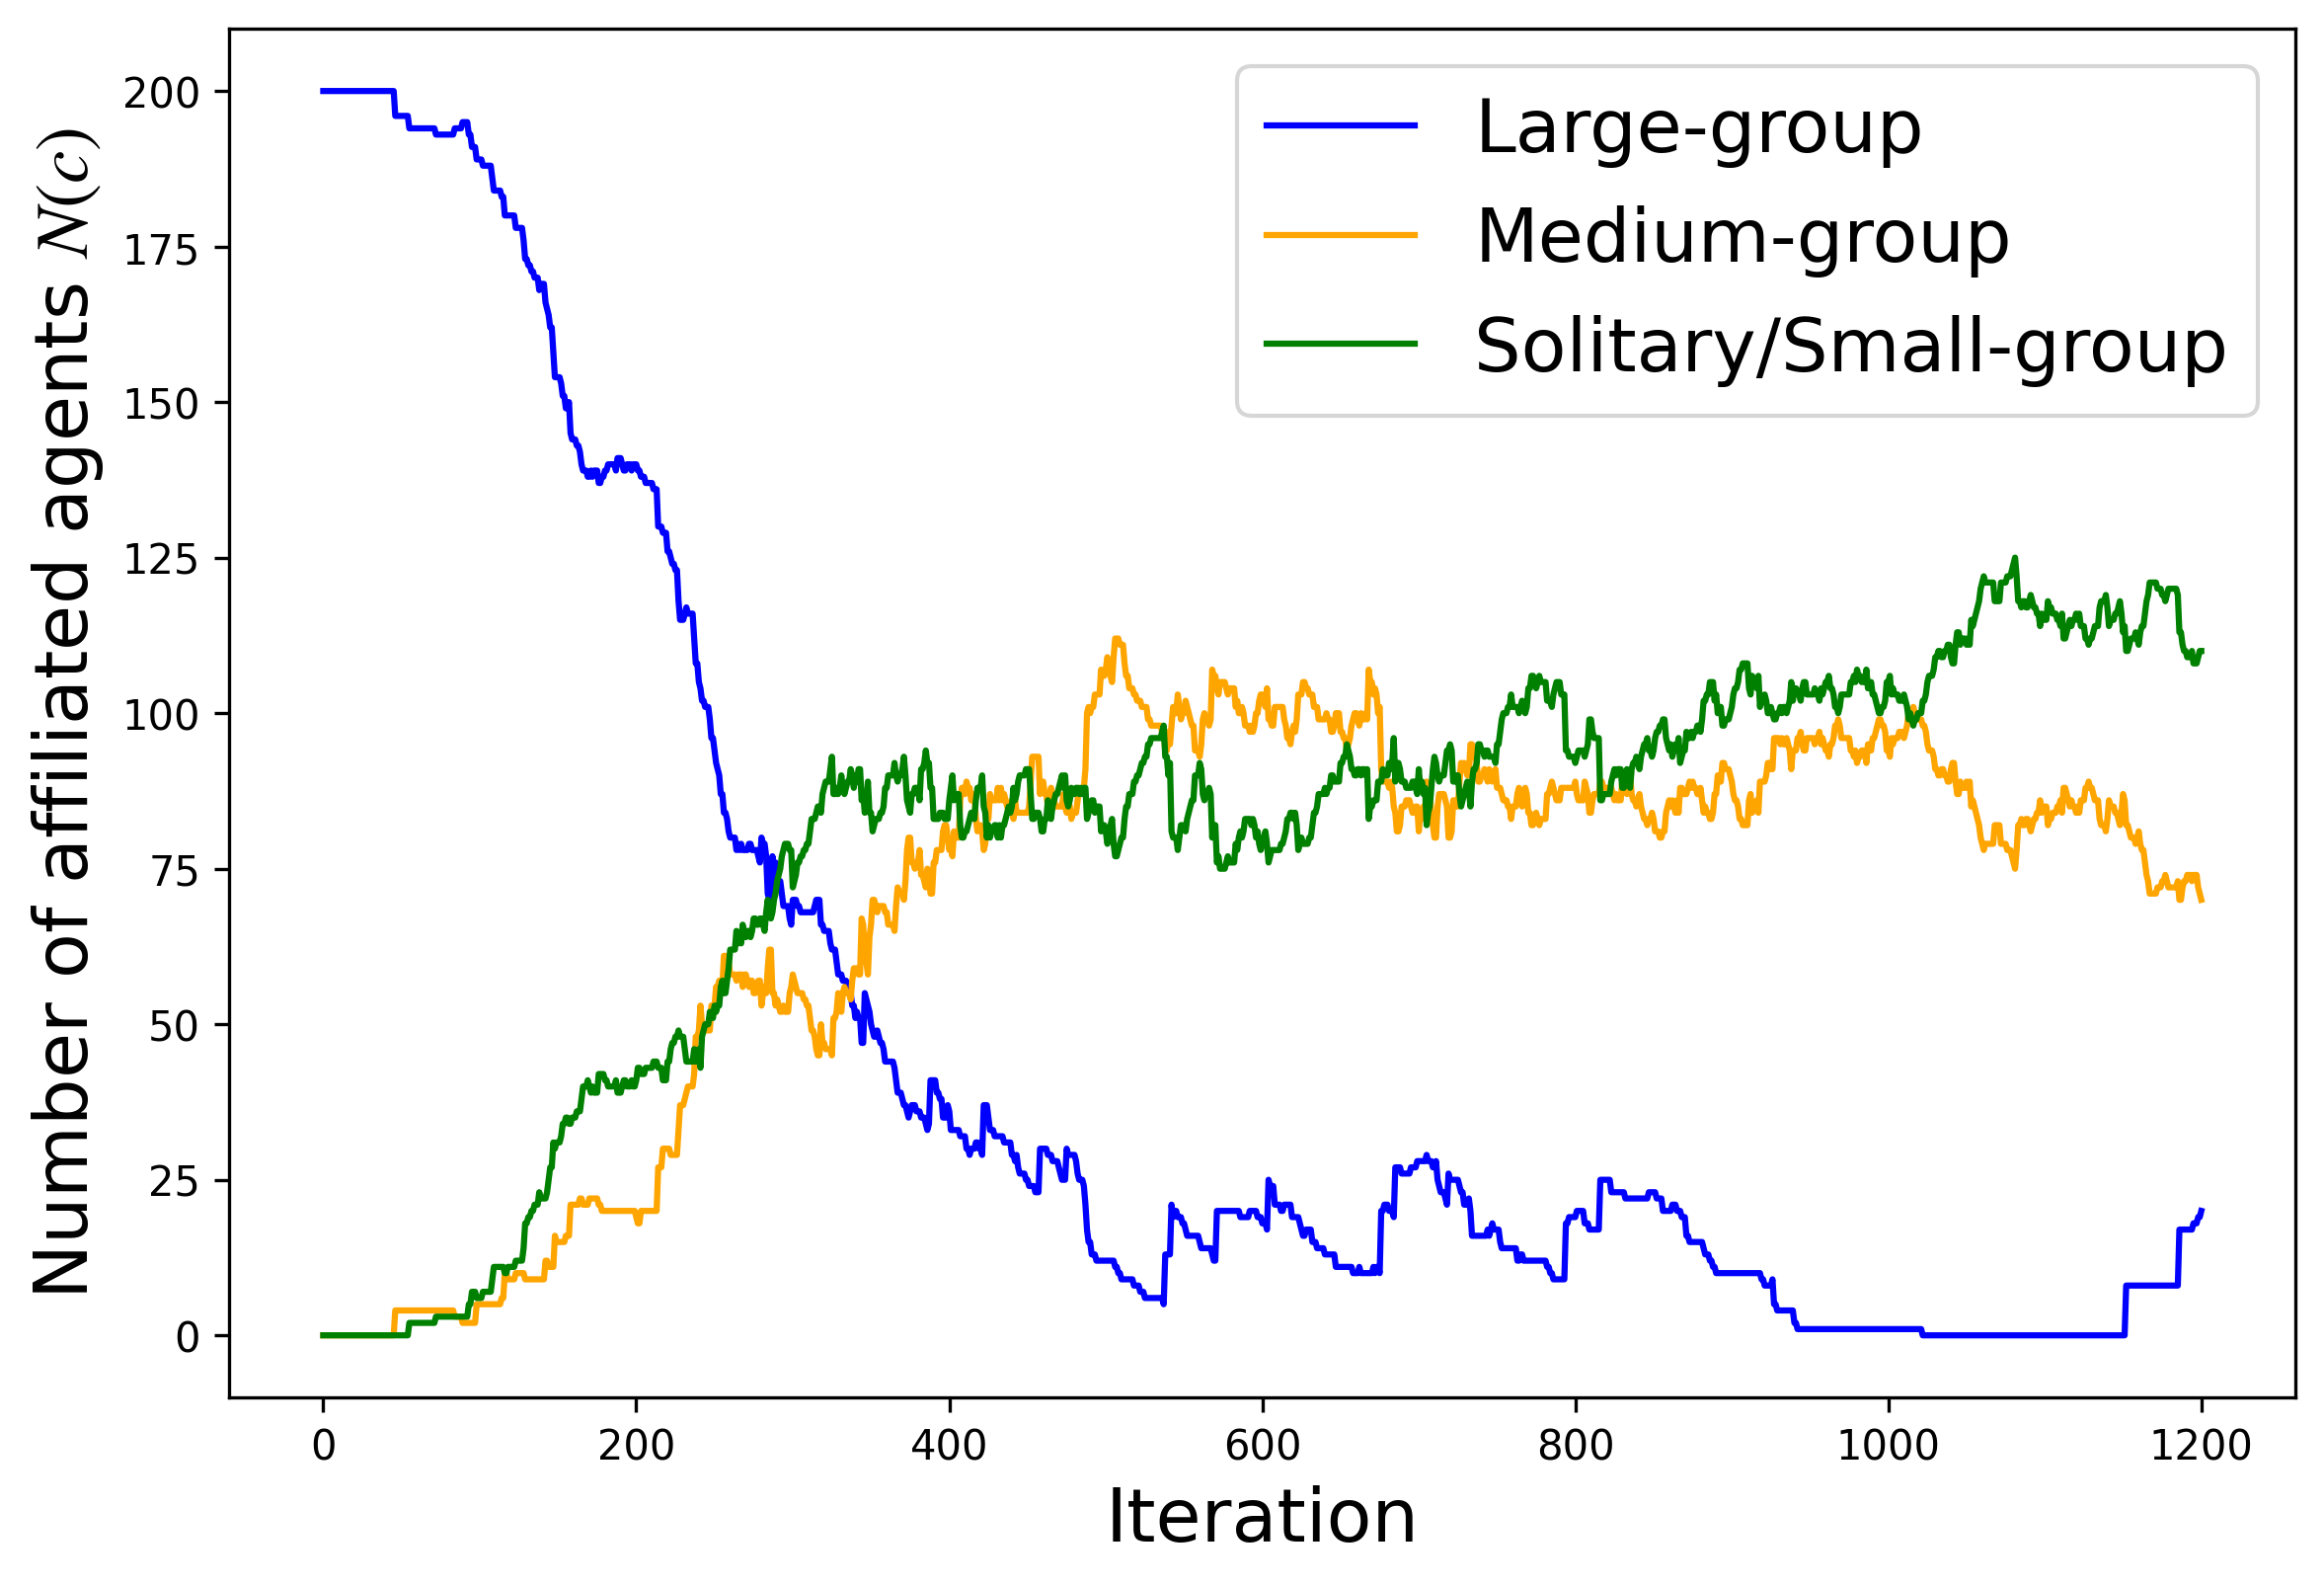 Number of affiliated agents N(c)
200
175
150
125
100
75
50
25
0
Large-group
Medium-group
Solitary/Small-group
0 200 400 600 800 1000 1200
Iteration